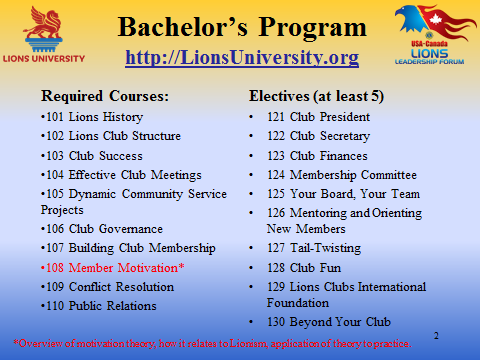 Bachelor's Program
http://LionsUniversity.org
LIONS UNIVERSITY
USA-Canada
LIONS
LEADERSHIP FORUM
Required Courses:
•101 Lions History
•102 Lions Club Structure
•103 Club Success
•104 Effective Club Meetings
•105 Dynamic Community Service
Projects
•106 Club Governance
•107 Building Club Membership
•108 Member Motivation*
•109 Conflict Resolution
•110 Public Relations
Electives (at least 5)
• 121 Club President
• 122 Club Secretary
• 123 Club Finances
• 124 Membership Committee
• 125 Your Board, Your Team
• 126 Mentoring and Orienting
New Members
• 127 Tail-Twisting
• 128 Club Fun
• 129 Lions Clubs International
Foundation
• 130 Beyond Your Club
2
*Overview of motivation theory, how it relates to Lionism, application of theory to practice.